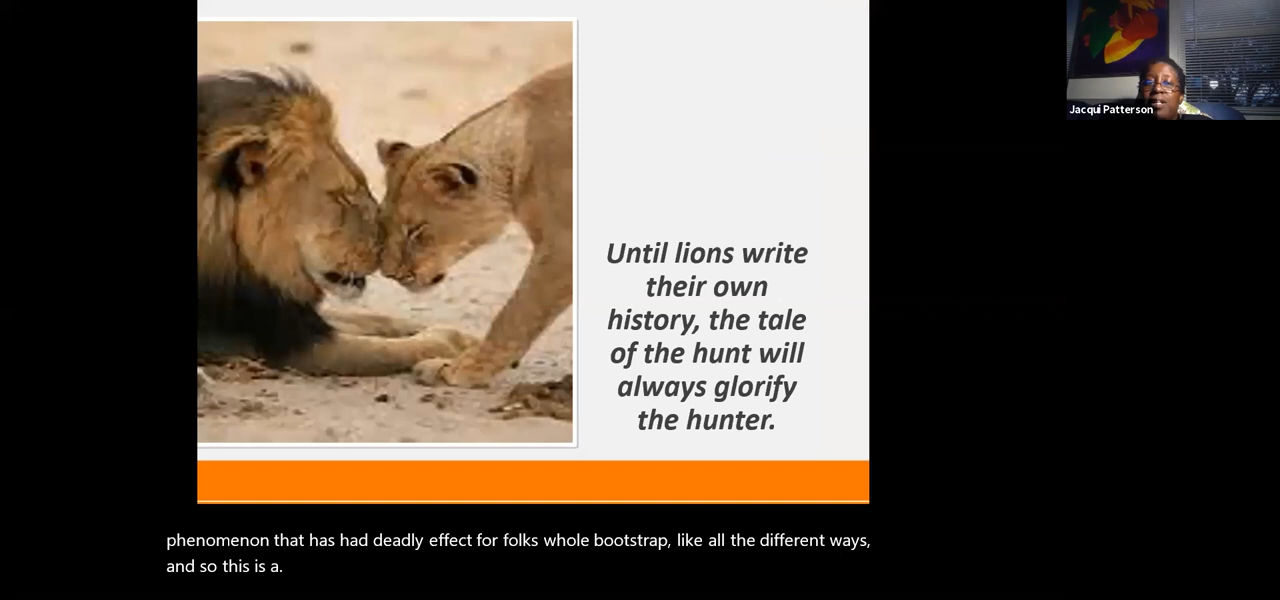 Jacqui Patterson
Until lions write
their own
history, the tale
of the hunt will
always glorify
the hunter.
phenomenon that has had deadly effect for folks whole bootstrap, like all the different ways,
and so this is a.